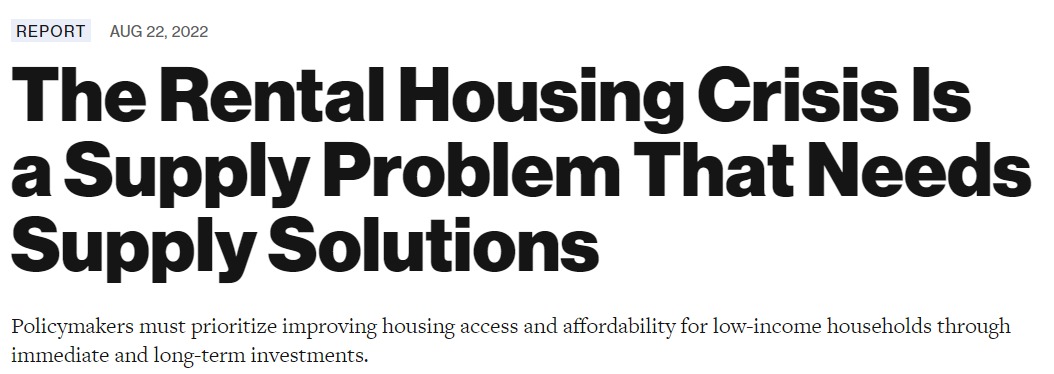 REPORT AUG 22, 2022
The Rental Housing Crisis Is
a Supply Problem That Needs
Supply Solutions
Policymakers must prioritize improving housing access and affordability for low-income households through
immediate and long-term investments.